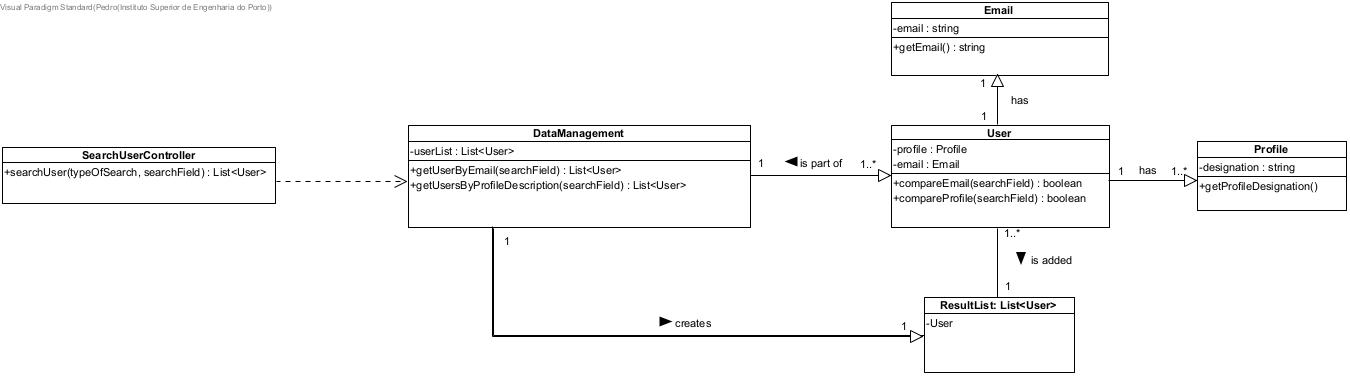 Visual Paradigm Standard(Pedro(Instituto Superior de Engenharia do Porto))
Email
-email : string
+getEmail() : string
1
has
1
SearchUserController
+searchUser(typeOfSearch, searchField) : List<User>
DataManagement
-userList : List<User>
+getUserByEmail(searchField) : List<User>
+getUsersByProfileDescription(searchField) : List<User>
1
is part of
1..*
User
-profile : Profile
-email : Email
+compareEmail(searchField) : boolean
+compareProfile(searchField) : boolean
1
has
1..*
Profile
-designation : string
+getProfileDesignation()
1..*
is added
1
1
creates
1
ResultList: List<User>
-User